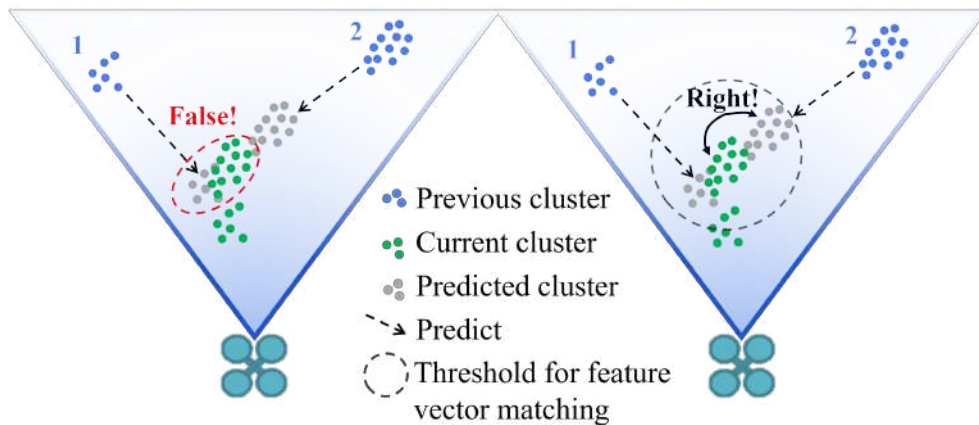 1
2
False!
1
2
Right!
Previous cluster
Current cluster
Predicted cluster
Predict
Threshold for feature
vector matching